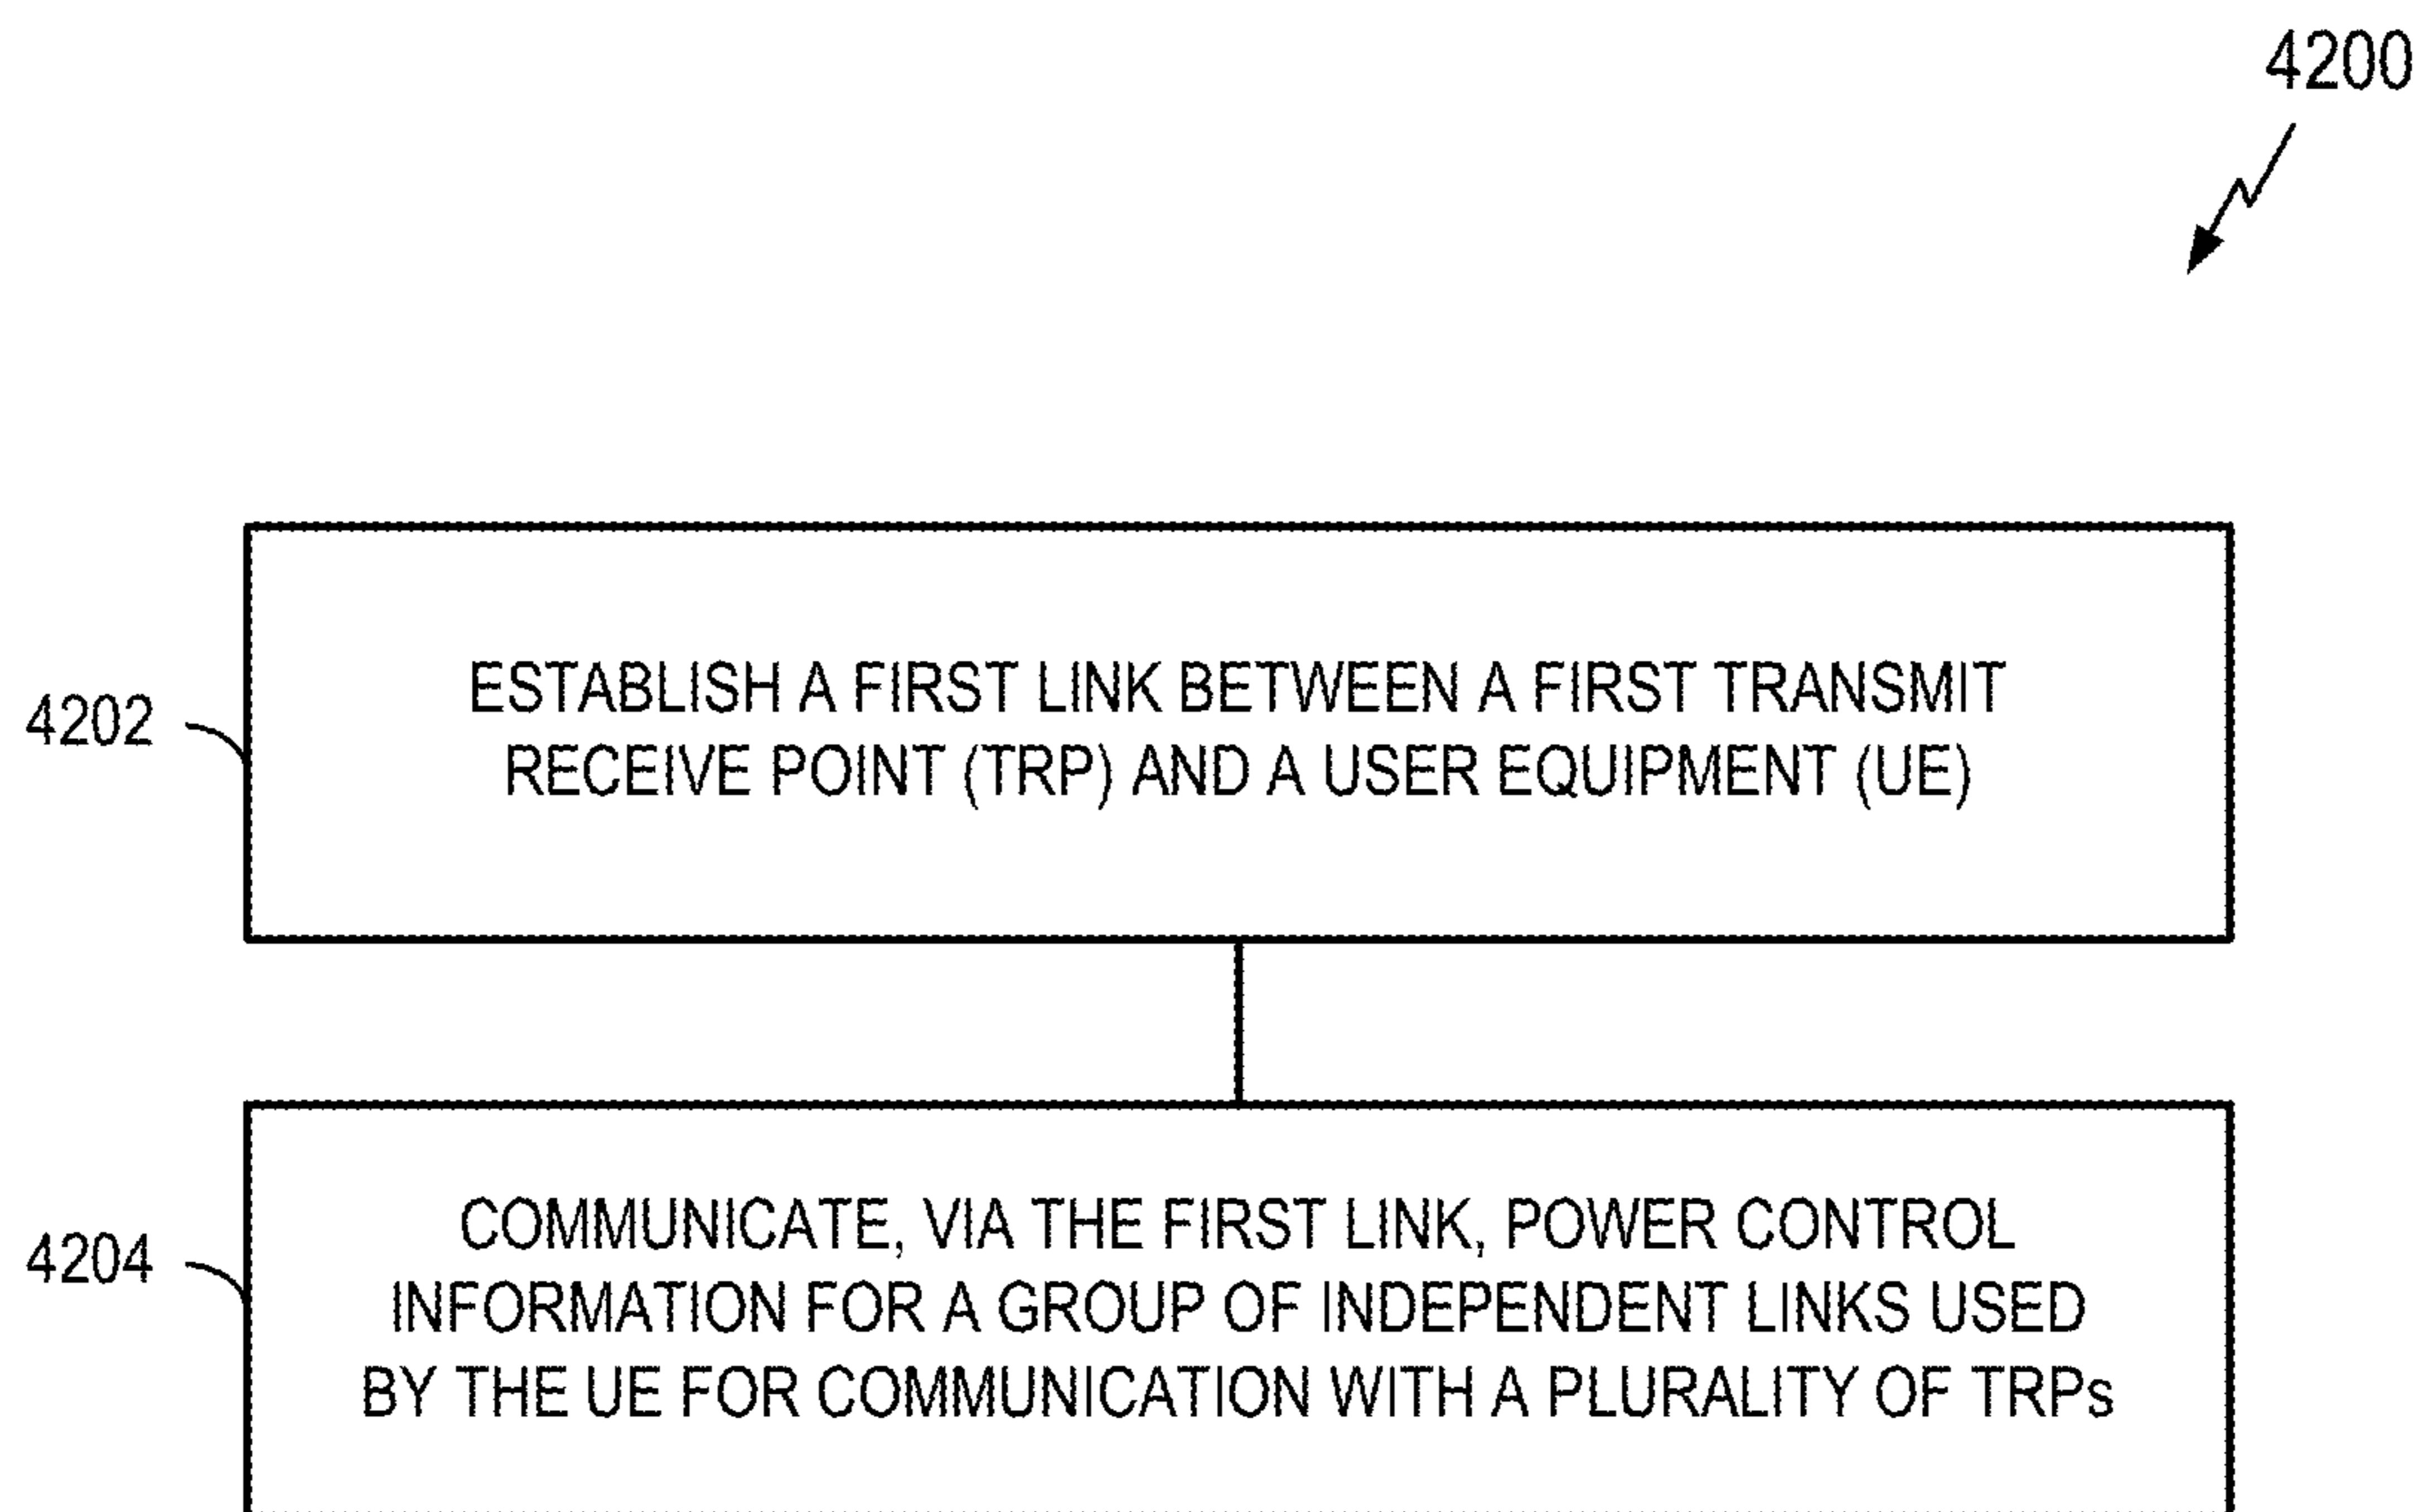 4200
4202
ESTABLISH A FIRST LINK BETWEEN A FIRST TRANSMIT
RECEIVE POINT (TRP) AND A USER EQUIPMENT (UE)
4204
COMMUNICATE, VIA THE FIRST LINK, POWER CONTROL
INFORMATION FOR A GROUP OF INDEPENDENT LINKS USED
BY THE UE FOR COMMUNICATION WITH A PLURALITY OF TRPs